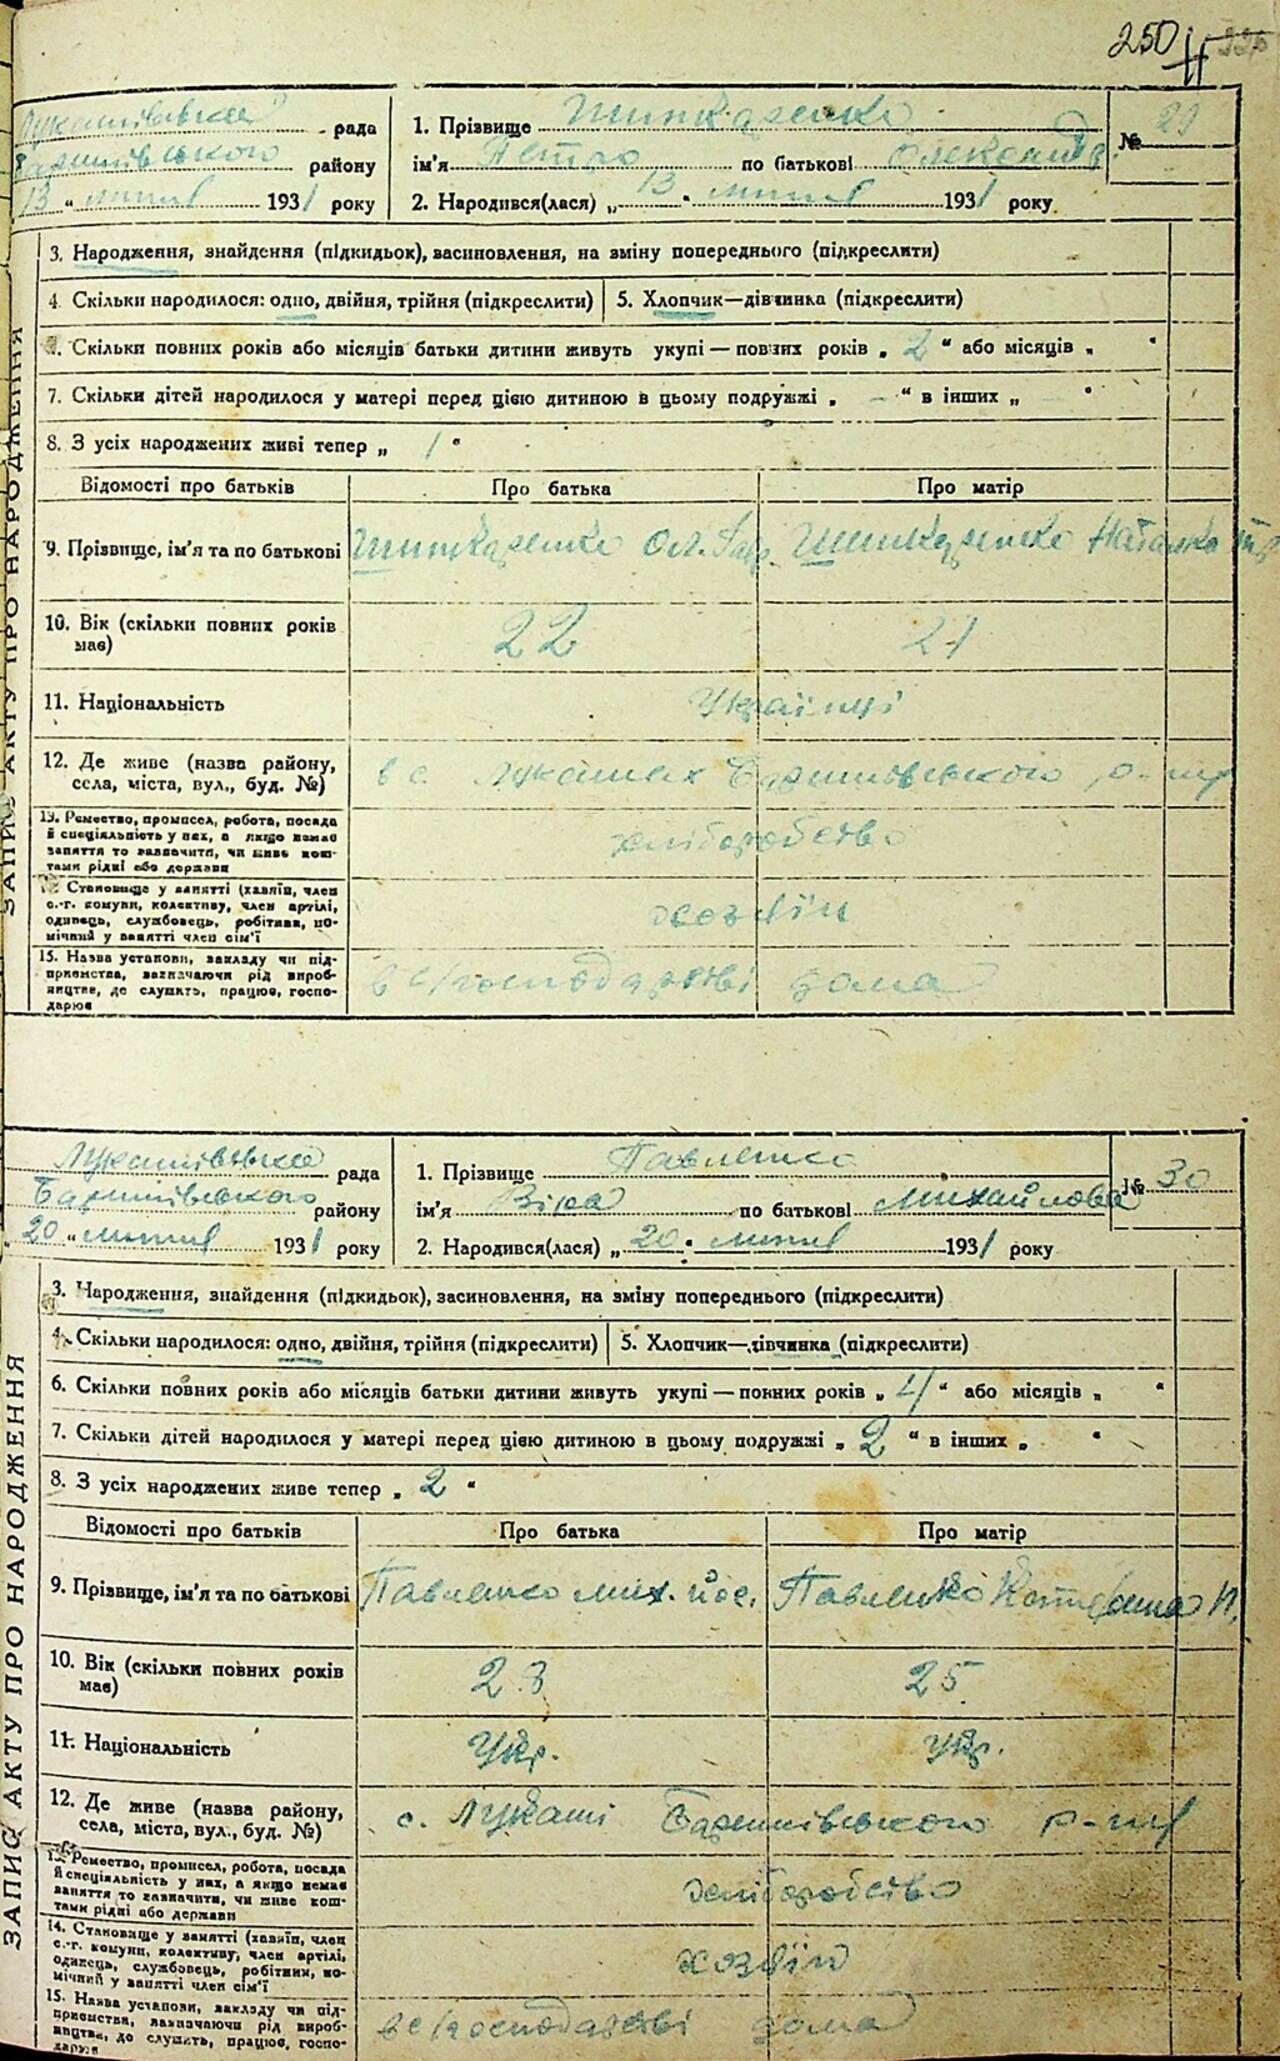 250
Лукашівська рада
Баришівського району
13 " липня 1931 року
1. Прізвище Шишкаренко
ім'я Петро по батькові Олександр.
2. Народився(лася) „ 13 " липня 1931 року
№ 29
ЗАПИС АКТУ ПРО НАРОДЖЕННЯ
3. Народження, знайдення (підкидьок), васиновлення, на зміну попереднього (підкреслити)
4. Скільки народилося: одно, двійня, трійня (підкреслити) 5. Хлопчик—дівчинка (підкреслити)
Скільки повних років або місяців батьки дитини живуть укупі — повних років „ 2 " або місяців „ "
7. Скільки дітей народилося у матері перед цією дитиною в цьому подружжі „ — " в інших „ — "
8. З усіх народжених живі тепер „ 1 "
Відомості про батьків Про батька Про матір
9. Прізвище, ім'я та по батькові Шишкаренко Ол. Шишкаренко Наталка
10. Вік (скільки повних років має) 22 21
11. Національність Українці
12. Де живе (назва району, села, міста, вул., буд. №) в с. Лукашах Баришівського р-ну
13. Ремество, промисел, робота, посада й спеціяльність у них, а якщо немає заняття то зазначити, чи живе коштами рідні або держави хліборобство
Становище у занятті (хазяїн, член с.-г. комуни, колективу, член артілі, одинець, службовець, робітник, помічний у занятті член сім'ї хозяїн
15. Назва установи, закладу чи підприємства, зазначаючи рід виробництва, де служить, працює, господарює в с/господарстві дома
Лукашівська рада
Баришівського району
20 " липня 1931 року
1. Прізвище Павленко
ім'я Віра по батькові Михайлова
2. Народився(лася) „ 20 " липня 1931 року
№ 30
ЗАПИС АКТУ ПРО НАРОДЖЕННЯ
3. Народження, знайдення (підкидьок), засиновлення, на зміну попереднього (підкреслити)
4. Скільки народилося: одно, двійня, трійня (підкреслити) 5. Хлопчик—дівчинка (підкреслити)
6. Скільки повних років або місяців батьки дитини живуть укупі — повних років „ 4 " або місяців „ "
7. Скільки дітей народилося у матері перед цією дитиною в цьому подружжі „ 2 " в інших „ "
8. З усіх народжених живе тепер „ 2 "
Відомості про батьків Про батька Про матір
9. Прізвище, ім'я та по батькові Павленко Мих. Йос. Павленко Катерина И.
10. Вік (скільки повних років має) 28 25
11. Національність Укр. Укр.
12. Де живе (назва району, села, міста, вул., буд. №) с. Лукаші Баришівського р-ну
Ремество, промисел, робота, посада й спеціяльність у них, а якщо немає заняття то зазначити, чи живе коштами рідні або держави хліборобство
14. Становище у занятті (хазяїн, член с.-г. комуни, колективу, член артілі, одинець, службовець, робітник, помічний у занятті член сім'ї хозяїн
15. Назва установи, закладу чи підприємства, зазначаючи рід виробництва, де служить, працює, господарює в с/господарстві дома